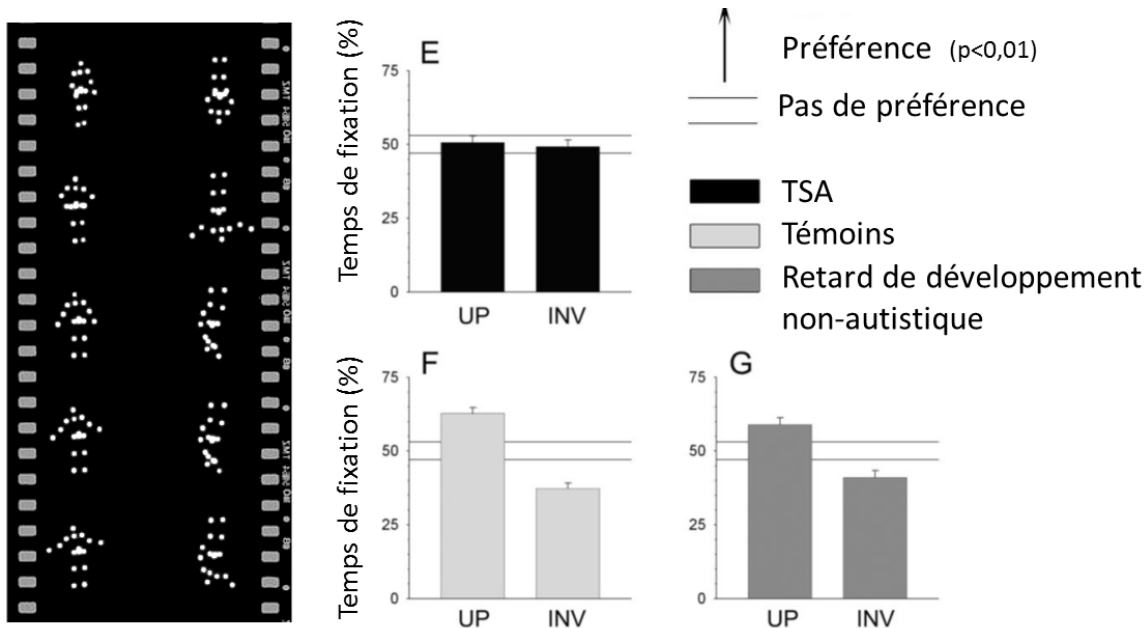 E
Temps de fixation (%)
75
50
25
0
UP INV
Préférence (p<0,01)
Pas de préférence
TSA
Témoins
Retard de développement
non-autistique
F
Temps de fixation (%)
75
50
25
0
UP INV
G
75
50
25
0
UP INV